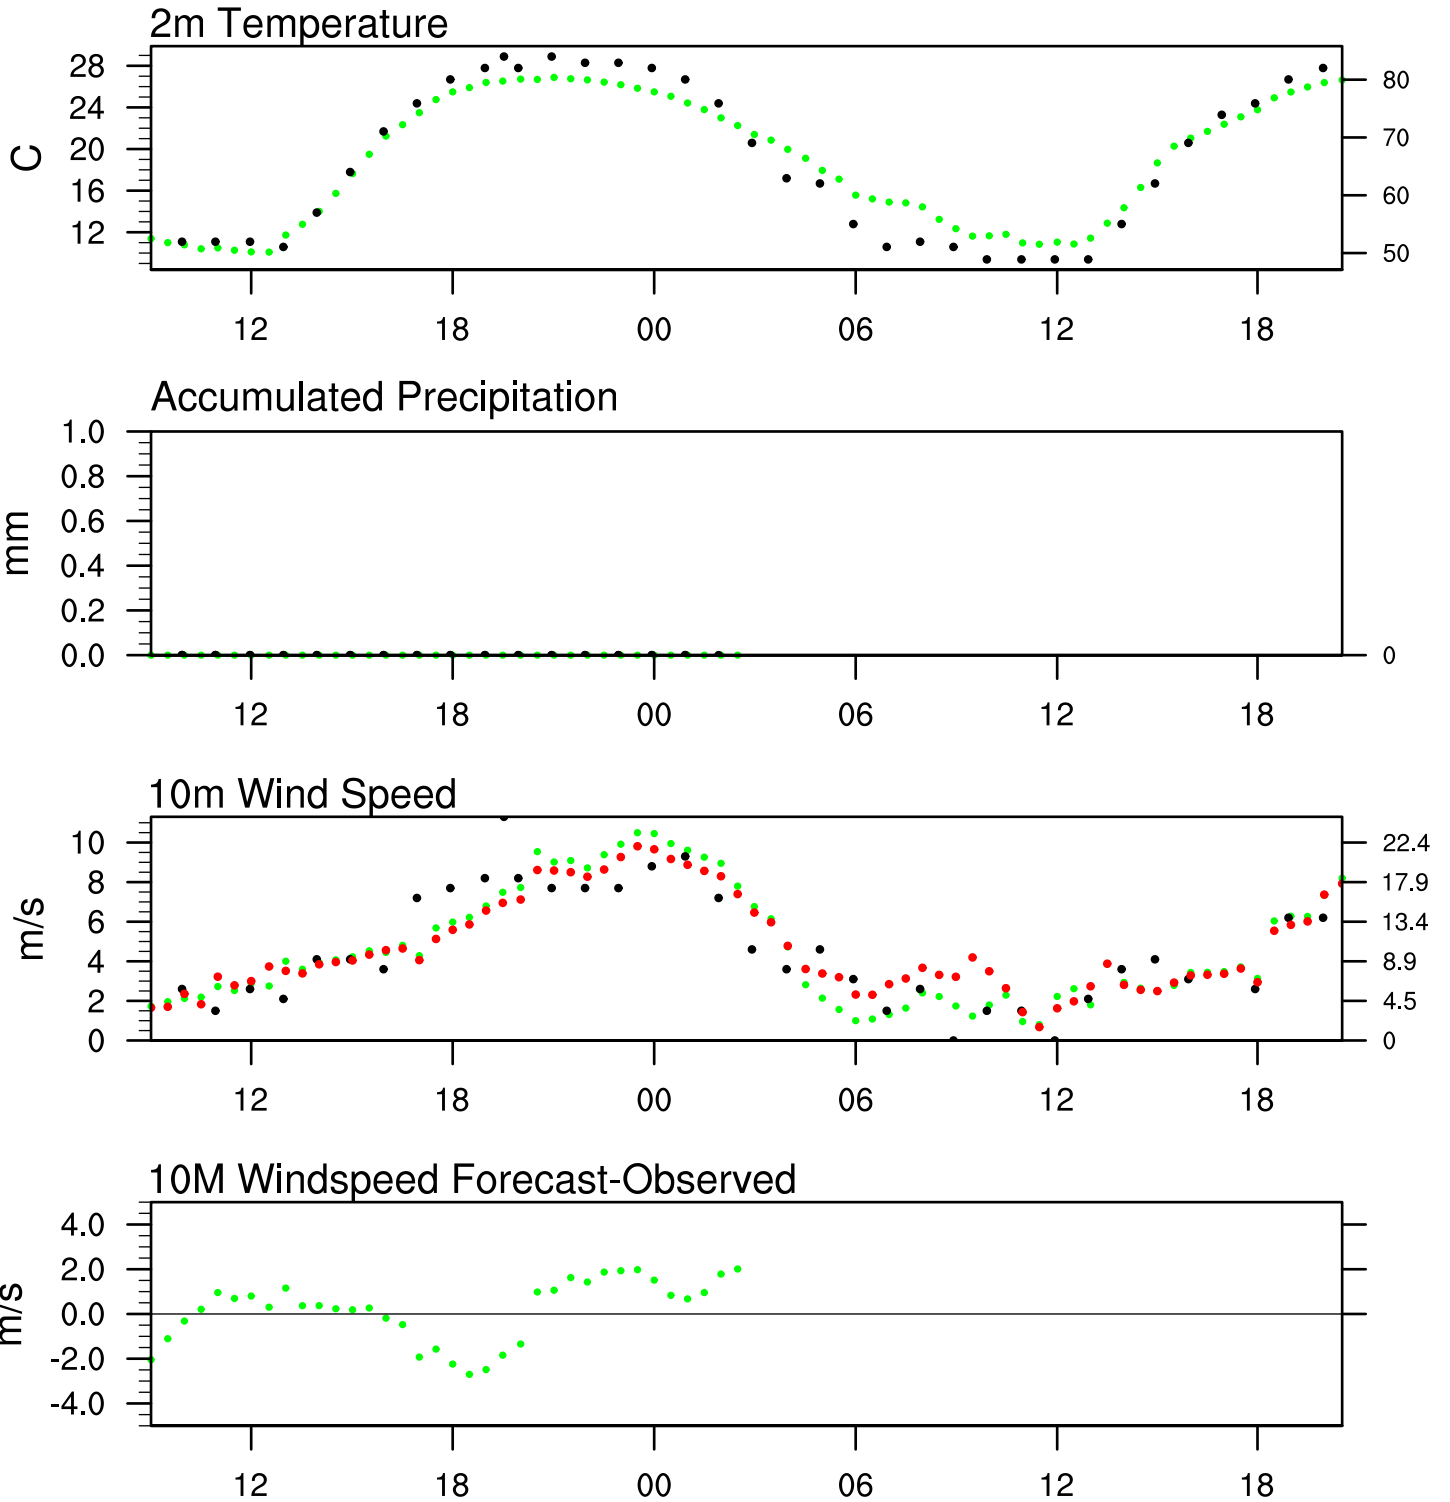 2m Temperature
28
24
20
16
12
C
80
70
60
50
12 18 00 06 12 18
Accumulated Precipitation
1.0
0.8
0.6
0.4
0.2
0.0
mm
0
12 18 00 06 12 18
10m Wind Speed
10
8
6
4
2
0
m/s
22.4
17.9
13.4
8.9
4.5
0
12 18 00 06 12 18
10M Windspeed Forecast-Observed
4.0
2.0
0.0
-2.0
-4.0
m/s
12 18 00 06 12 18